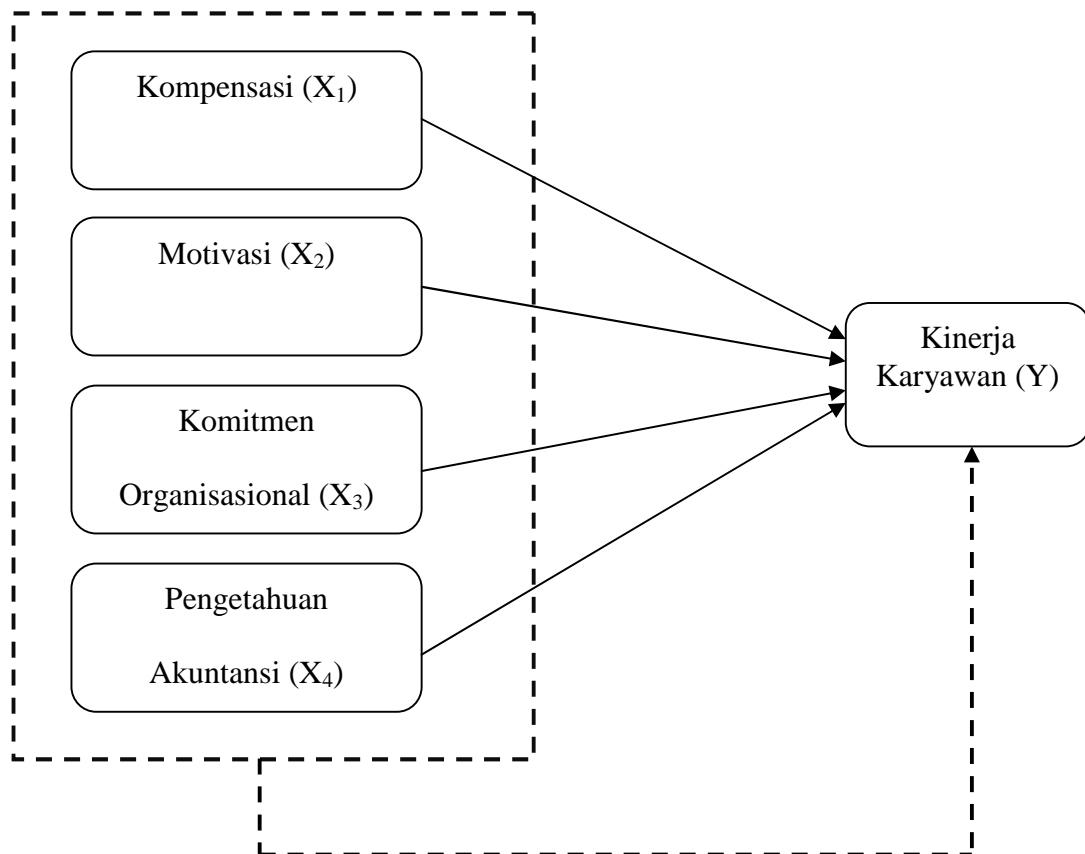 Kompensasi (X₁)
Motivasi (X₂)
Komitmen
Organisasional (X₃)
Pengetahuan
Akuntansi (X₄)
Kinerja
Karyawan (Y)